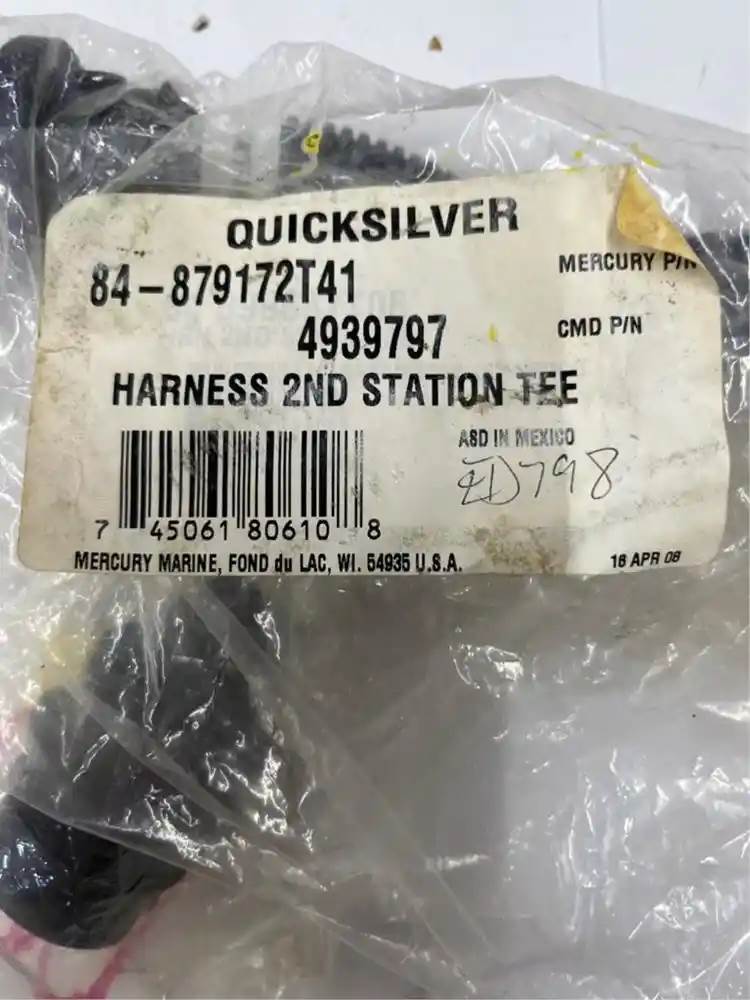 QUICKSILVER
84-879172T41 MERCURY P/N
4939797 CMD P/N
HARNESS 2ND STATION TEE
ASD IN MEXICO
7 45061 80610 8
MERCURY MARINE, FOND du LAC, WI. 54935 U.S.A. 16 APR 08